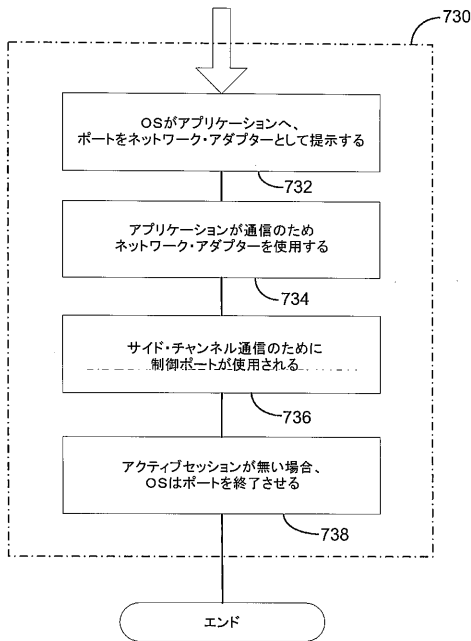 730
OSがアプリケーションへ、
ポートをネットワーク・アダプターとして提示する
732
アプリケーションが通信のため
ネットワーク・アダプターを使用する
734
サイド・チャンネル通信のために
制御ポートが使用される
736
アクティブセッションが無い場合、
OSはポートを終了させる
738
エンド